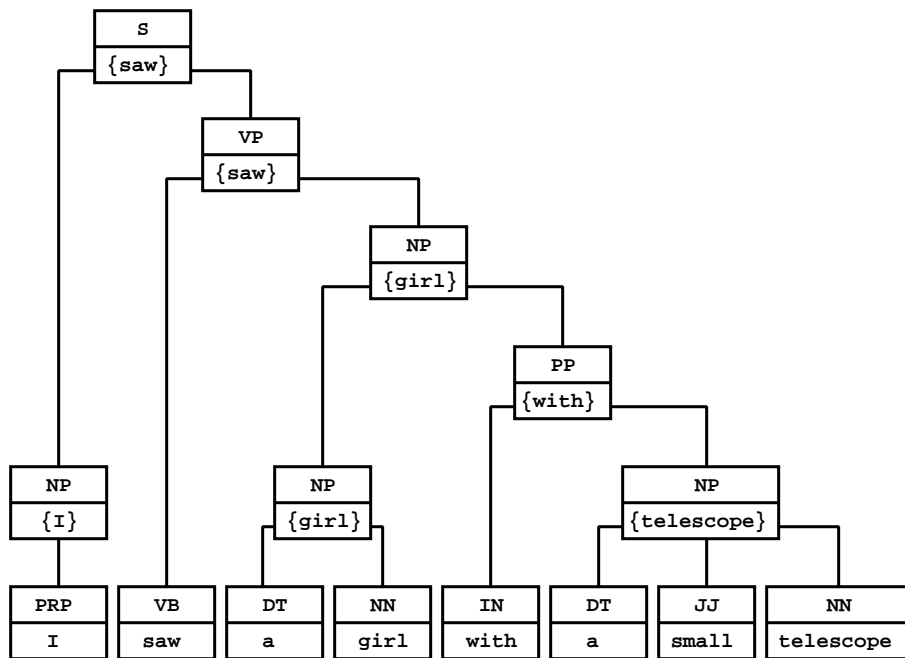 S
{saw}
VP
{saw}
NP
{girl}
PP
{with}
NP NP NP
{I} {girl} {telescope}
PRP VB DT NN IN DT JJ NN
I saw a girl with a small telescope